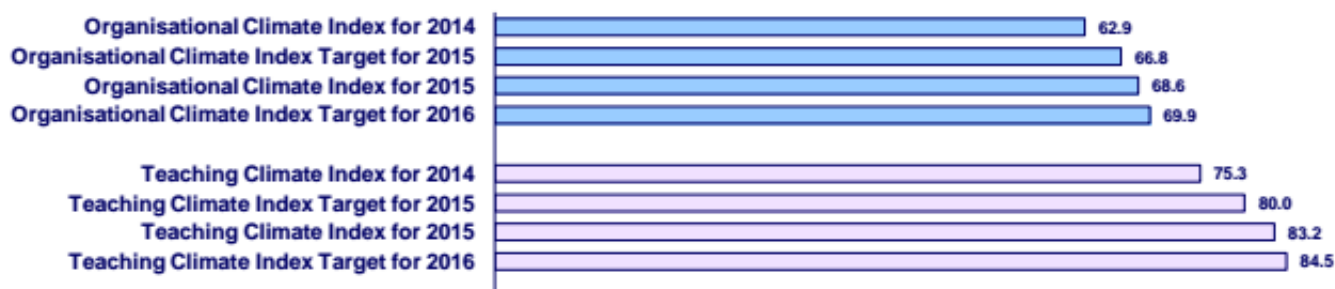 Organisational Climate Index for 2014 62.9
Organisational Climate Index Target for 2015 66.8
Organisational Climate Index for 2015 68.6
Organisational Climate Index Target for 2016 69.9
Teaching Climate Index for 2014 75.3
Teaching Climate Index Target for 2015 80.0
Teaching Climate Index for 2015 83.2
Teaching Climate Index Target for 2016 84.5